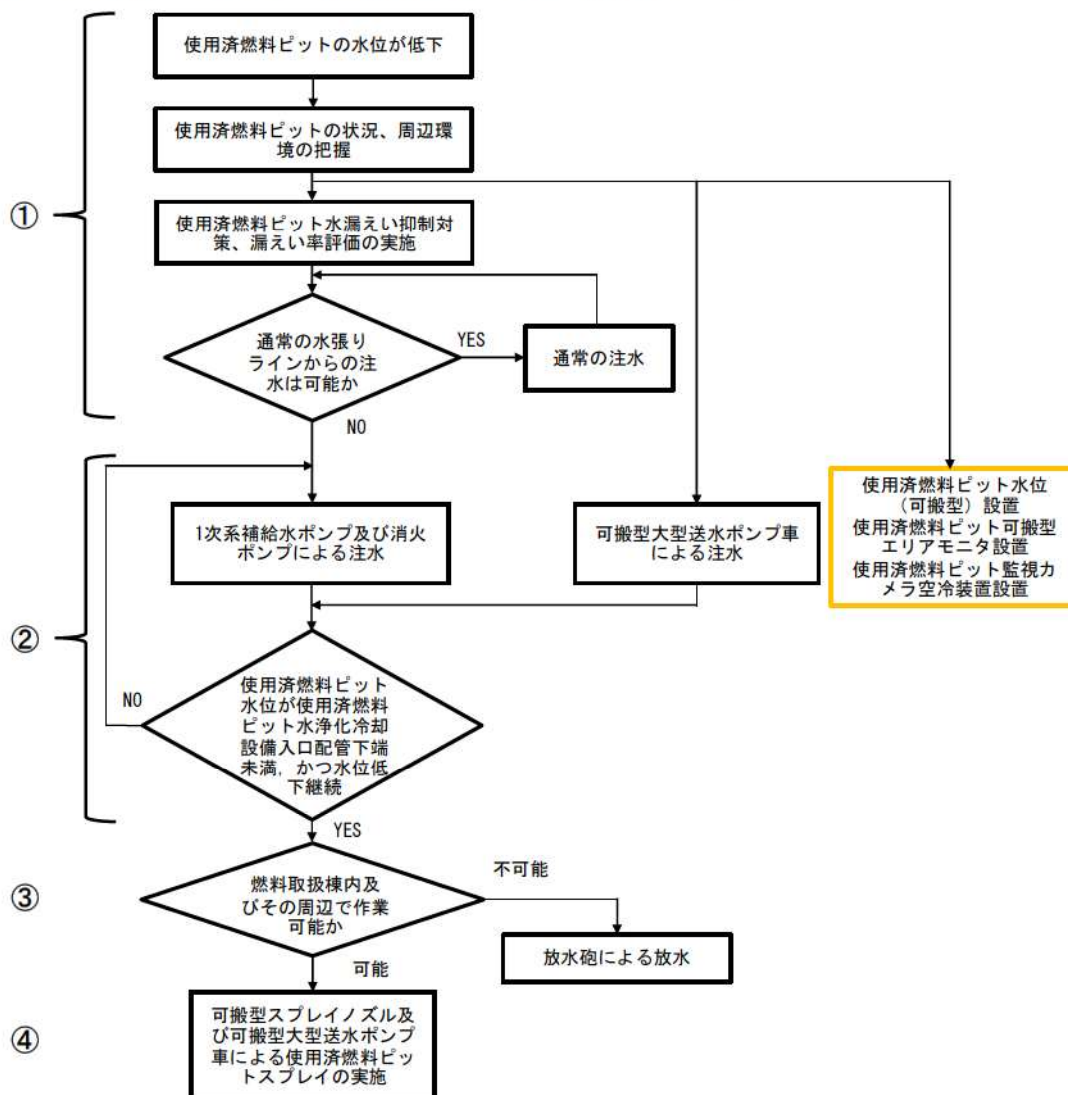 使用済燃料ピットの水位が低下
使用済燃料ピットの状況、周辺環
境の把握
①
使用済燃料ピット水漏えい抑制対
策、漏えい率評価の実施
通常の水張り
ラインからの注
水は可能か
YES
通常の注水
NO
1次系補給水ポンプ及び消火
ポンプによる注水
可搬型大型送水ポンプ車
による注水
使用済燃料ピット水位
（可搬型）設置
使用済燃料ピット可搬型
エリアモニタ設置
使用済燃料ピット監視カ
メラ空冷装置設置
②
NO
使用済燃料ピット
水位が使用済燃料
ピット水浄化冷却
設備入口配管下端
未満，かつ水位低
下継続
YES
③
燃料取扱棟内及
びその周辺で作業
可能か
不可能
放水砲による放水
可能
④
可搬型スプレイノズル及
び可搬型大型送水ポンプ
車による使用済燃料ピッ
トスプレイの実施